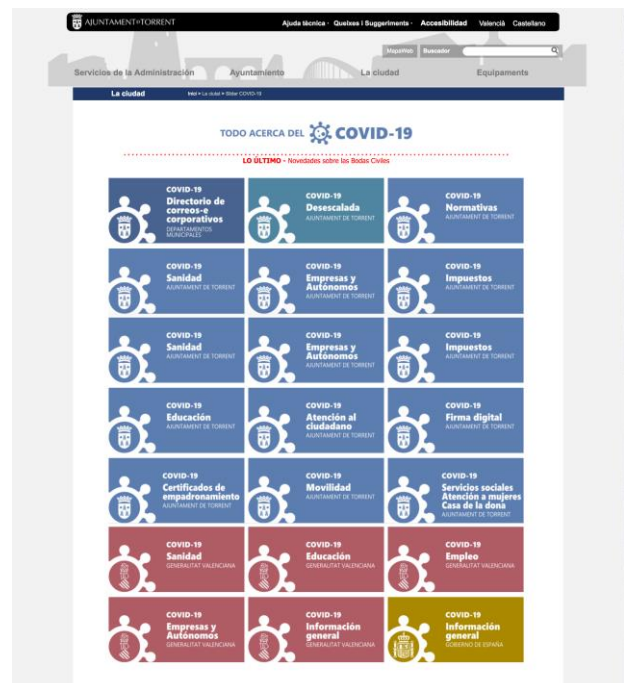 AJUNTAMENT DE TORRENT
Ajuda tècnica · Queixes i Suggeriments · Accesibilidad Valencià Castellano
MapaWeb Buscador
Servicios de la Administración Ayuntamiento La ciudad Equipaments
La ciudad Inici > La ciutat > Slider COVID-19
TODO ACERCA DEL COVID-19
LO ÚLTIMO - Novedades sobre las Bodas Civiles
COVID-19
Directorio de
correos-e
corporativos
DEPARTAMENTOS
MUNICIPALES
COVID-19
Desescalada
AJUNTAMENT DE TORRENT
COVID-19
Normativas
AJUNTAMENT DE TORRENT
COVID-19
Sanidad
AJUNTAMENT DE TORRENT
COVID-19
Empresas y
Autónomos
AJUNTAMENT DE TORRENT
COVID-19
Impuestos
AJUNTAMENT DE TORRENT
COVID-19
Sanidad
AJUNTAMENT DE TORRENT
COVID-19
Empresas y
Autónomos
AJUNTAMENT DE TORRENT
COVID-19
Impuestos
AJUNTAMENT DE TORRENT
COVID-19
Educación
AJUNTAMENT DE TORRENT
COVID-19
Atención al
ciudadano
AJUNTAMENT DE TORRENT
COVID-19
Firma digital
AJUNTAMENT DE TORRENT
COVID-19
Certificados de
empadronamiento
AJUNTAMENT DE TORRENT
COVID-19
Movilidad
AJUNTAMENT DE TORRENT
COVID-19
Servicios sociales
Atención a mujeres
Casa de la dona
AJUNTAMENT DE TORRENT
COVID-19
Sanidad
GENERALITAT VALENCIANA
COVID-19
Educación
GENERALITAT VALENCIANA
COVID-19
Empleo
GENERALITAT VALENCIANA
COVID-19
Empresas y
Autónomos
GENERALITAT VALENCIANA
COVID-19
Información
general
GENERALITAT VALENCIANA
COVID-19
Información
general
GOBIERNO DE ESPAÑA